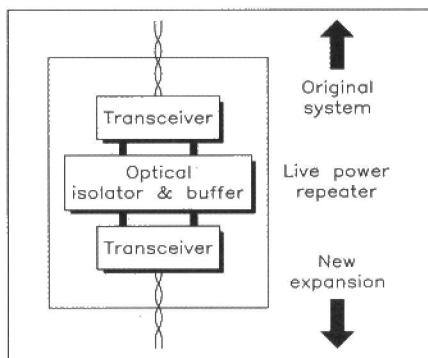 Transceiver
Optical
isolator & buffer
Transceiver
Original
system
Live power
repeater
New
expansion